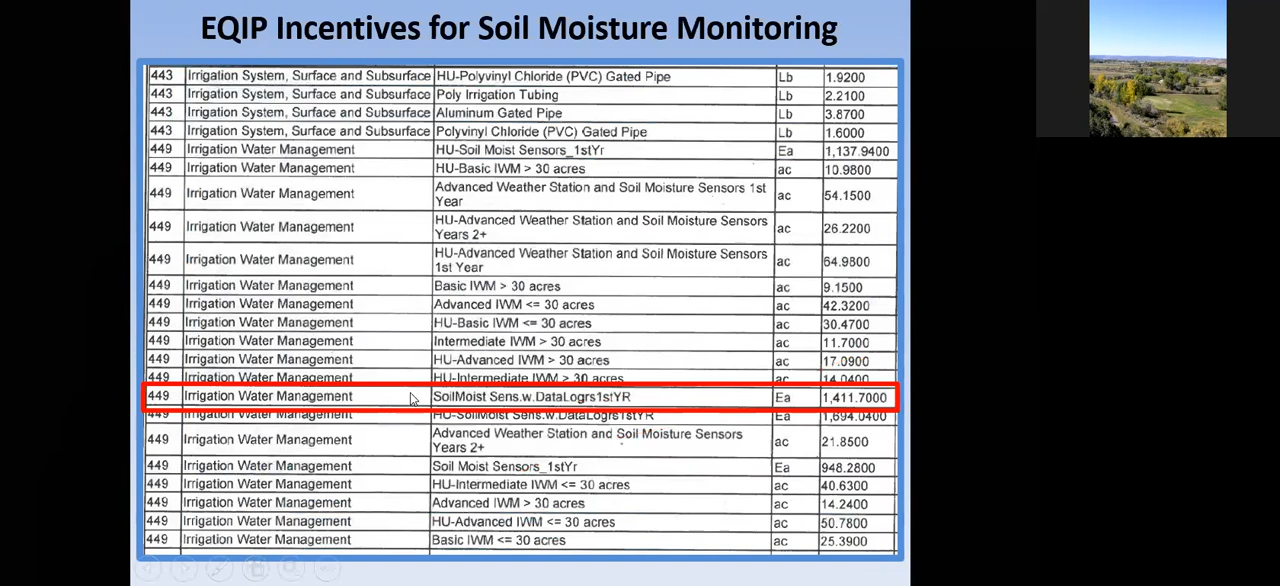 EQIP Incentives for Soil Moisture Monitoring
443 Irrigation System, Surface and Subsurface HU-Polyvinyl Chloride (PVC) Gated Pipe Lb 1.9200
443 Irrigation System, Surface and Subsurface Poly Irrigation Tubing Lb 2.2100
443 Irrigation System, Surface and Subsurface Aluminum Gated Pipe Lb 3.8700
443 Irrigation System, Surface and Subsurface Polyvinyl Chloride (PVC) Gated Pipe Lb 1.6000
449 Irrigation Water Management HU-Soil Moist Sensors_1stYr Ea 1,137.9400
449 Irrigation Water Management HU-Basic IWM > 30 acres ac 10.9800
449 Irrigation Water Management Advanced Weather Station and Soil Moisture Sensors 1st
Year ac 54.1500
449 Irrigation Water Management HU-Advanced Weather Station and Soil Moisture Sensors
Years 2+ ac 26.2200
449 Irrigation Water Management HU-Advanced Weather Station and Soil Moisture Sensors
1st Year ac 64.9800
449 Irrigation Water Management Basic IWM > 30 acres ac 9.1500
449 Irrigation Water Management Advanced IWM <= 30 acres ac 42.3200
449 Irrigation Water Management HU-Basic IWM <= 30 acres ac 30.4700
449 Irrigation Water Management Intermediate IWM > 30 acres ac 11.7000
449 Irrigation Water Management HU-Advanced IWM > 30 acres ac 17.0900
449 Irrigation Water Management HU-Intermediate IWM > 30 acres ac 14.0400
449 Irrigation Water Management SoilMoist Sens.w.DataLogrs1stYR Ea 1,411.7000
449 Irrigation Water Management HU-SoilMoist Sens.w.DataLogrs1stYR Ea 1,694.0400
449 Irrigation Water Management Advanced Weather Station and Soil Moisture Sensors
Years 2+ ac 21.8500
449 Irrigation Water Management Soil Moist Sensors_1stYr Ea 948.2800
449 Irrigation Water Management HU-Intermediate IWM <= 30 acres ac 40.6300
449 Irrigation Water Management Advanced IWM > 30 acres ac 14.2400
449 Irrigation Water Management HU-Advanced IWM <= 30 acres ac 50.7800
449 Irrigation Water Management Basic IWM <= 30 acres ac 25.3900